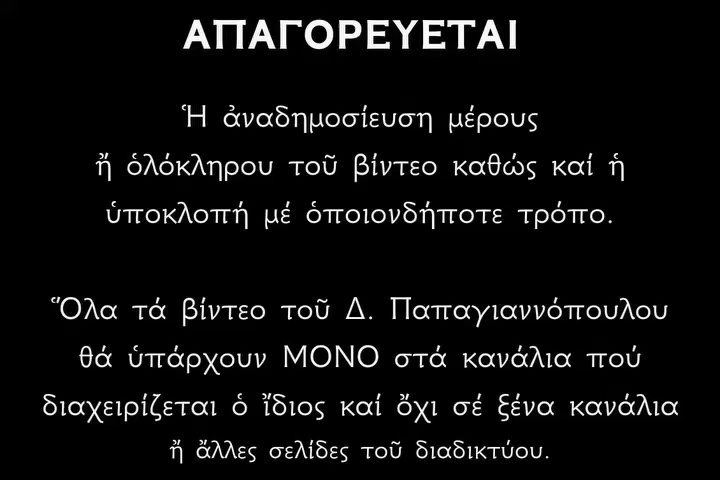 ΑΠΑΓΟΡΕΥΕΤΑΙ
Ἡ ἀναδημοσίευση μέρους
ἤ ὁλόκληρου τοῦ βίντεο καθώς καί ἡ
ὑποκλοπή μέ ὁποιονδήποτε τρόπο.
Ὅλα τά βίντεο τοῦ Δ. Παπαγιαννόπουλου
θά ὑπάρχουν ΜΟΝΟ στά κανάλια πού
διαχειρίζεται ὁ ἴδιος καί ὄχι σέ ξένα κανάλια
ἤ ἄλλες σελίδες τοῦ διαδικτύου.